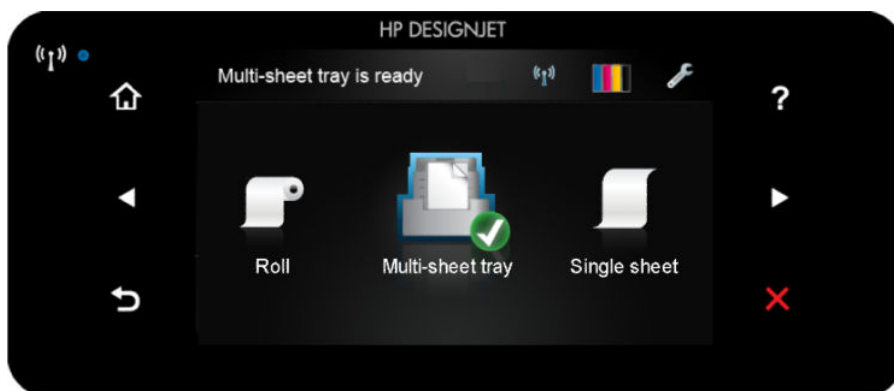 HP DESIGNJET
Multi-sheet tray is ready
?
Roll
Multi-sheet tray
Single sheet